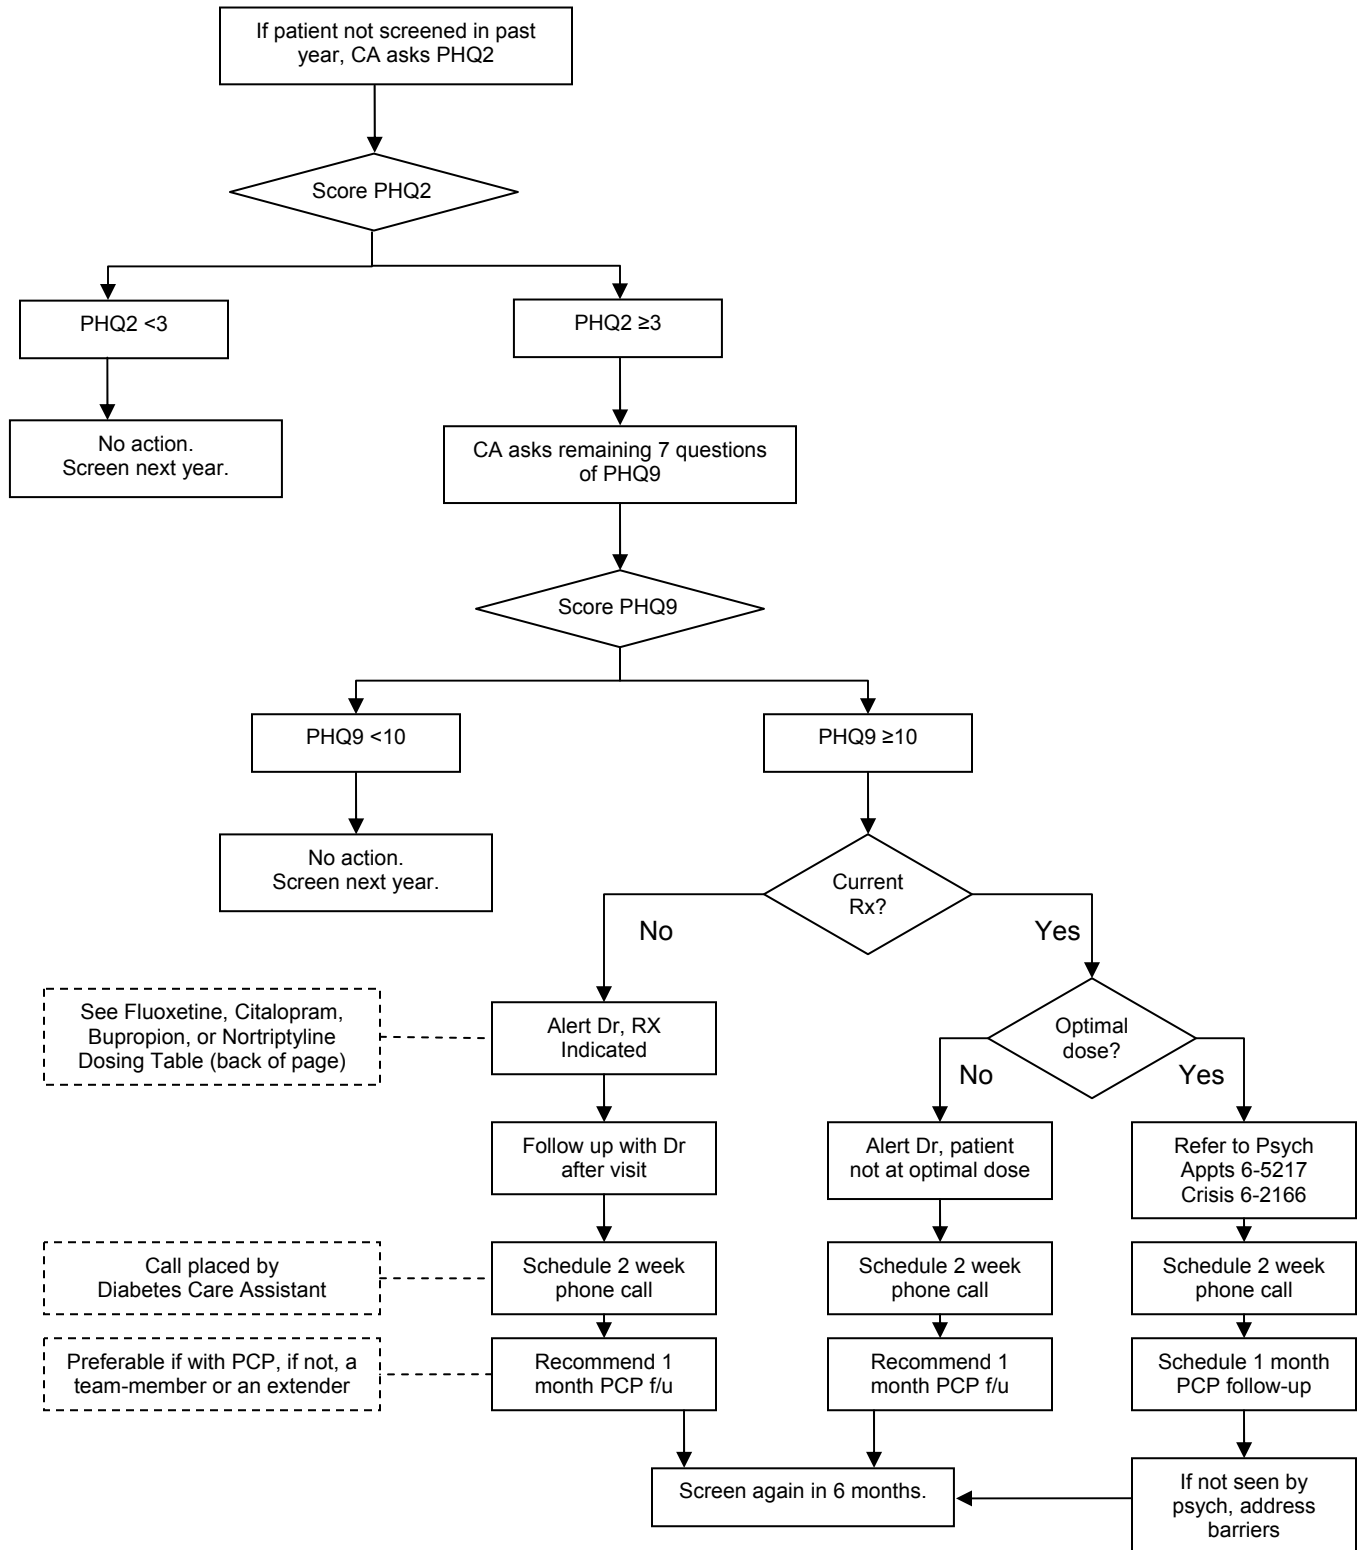 If patient not screened in past
year, CA asks PHQ2
Score PHQ2
PHQ2 <3
PHQ2 ≥3
No action.
Screen next year.
CA asks remaining 7 questions
of PHQ9
Score PHQ9
PHQ9 <10
PHQ9 ≥10
No action.
Screen next year.
Current
Rx?
No
Yes
See Fluoxetine, Citalopram,
Bupropion, or Nortriptyline
Dosing Table (back of page)
Alert Dr, RX
Indicated
Optimal
dose?
No
Yes
Follow up with Dr
after visit
Alert Dr, patient
not at optimal dose
Refer to Psych
Appts 6-5217
Crisis 6-2166
Call placed by
Diabetes Care Assistant
Schedule 2 week
phone call
Schedule 2 week
phone call
Schedule 2 week
phone call
Preferable if with PCP, if not, a
team-member or an extender
Recommend 1
month PCP f/u
Recommend 1
month PCP f/u
Schedule 1 month
PCP follow-up
Screen again in 6 months.
If not seen by
psych, address
barriers